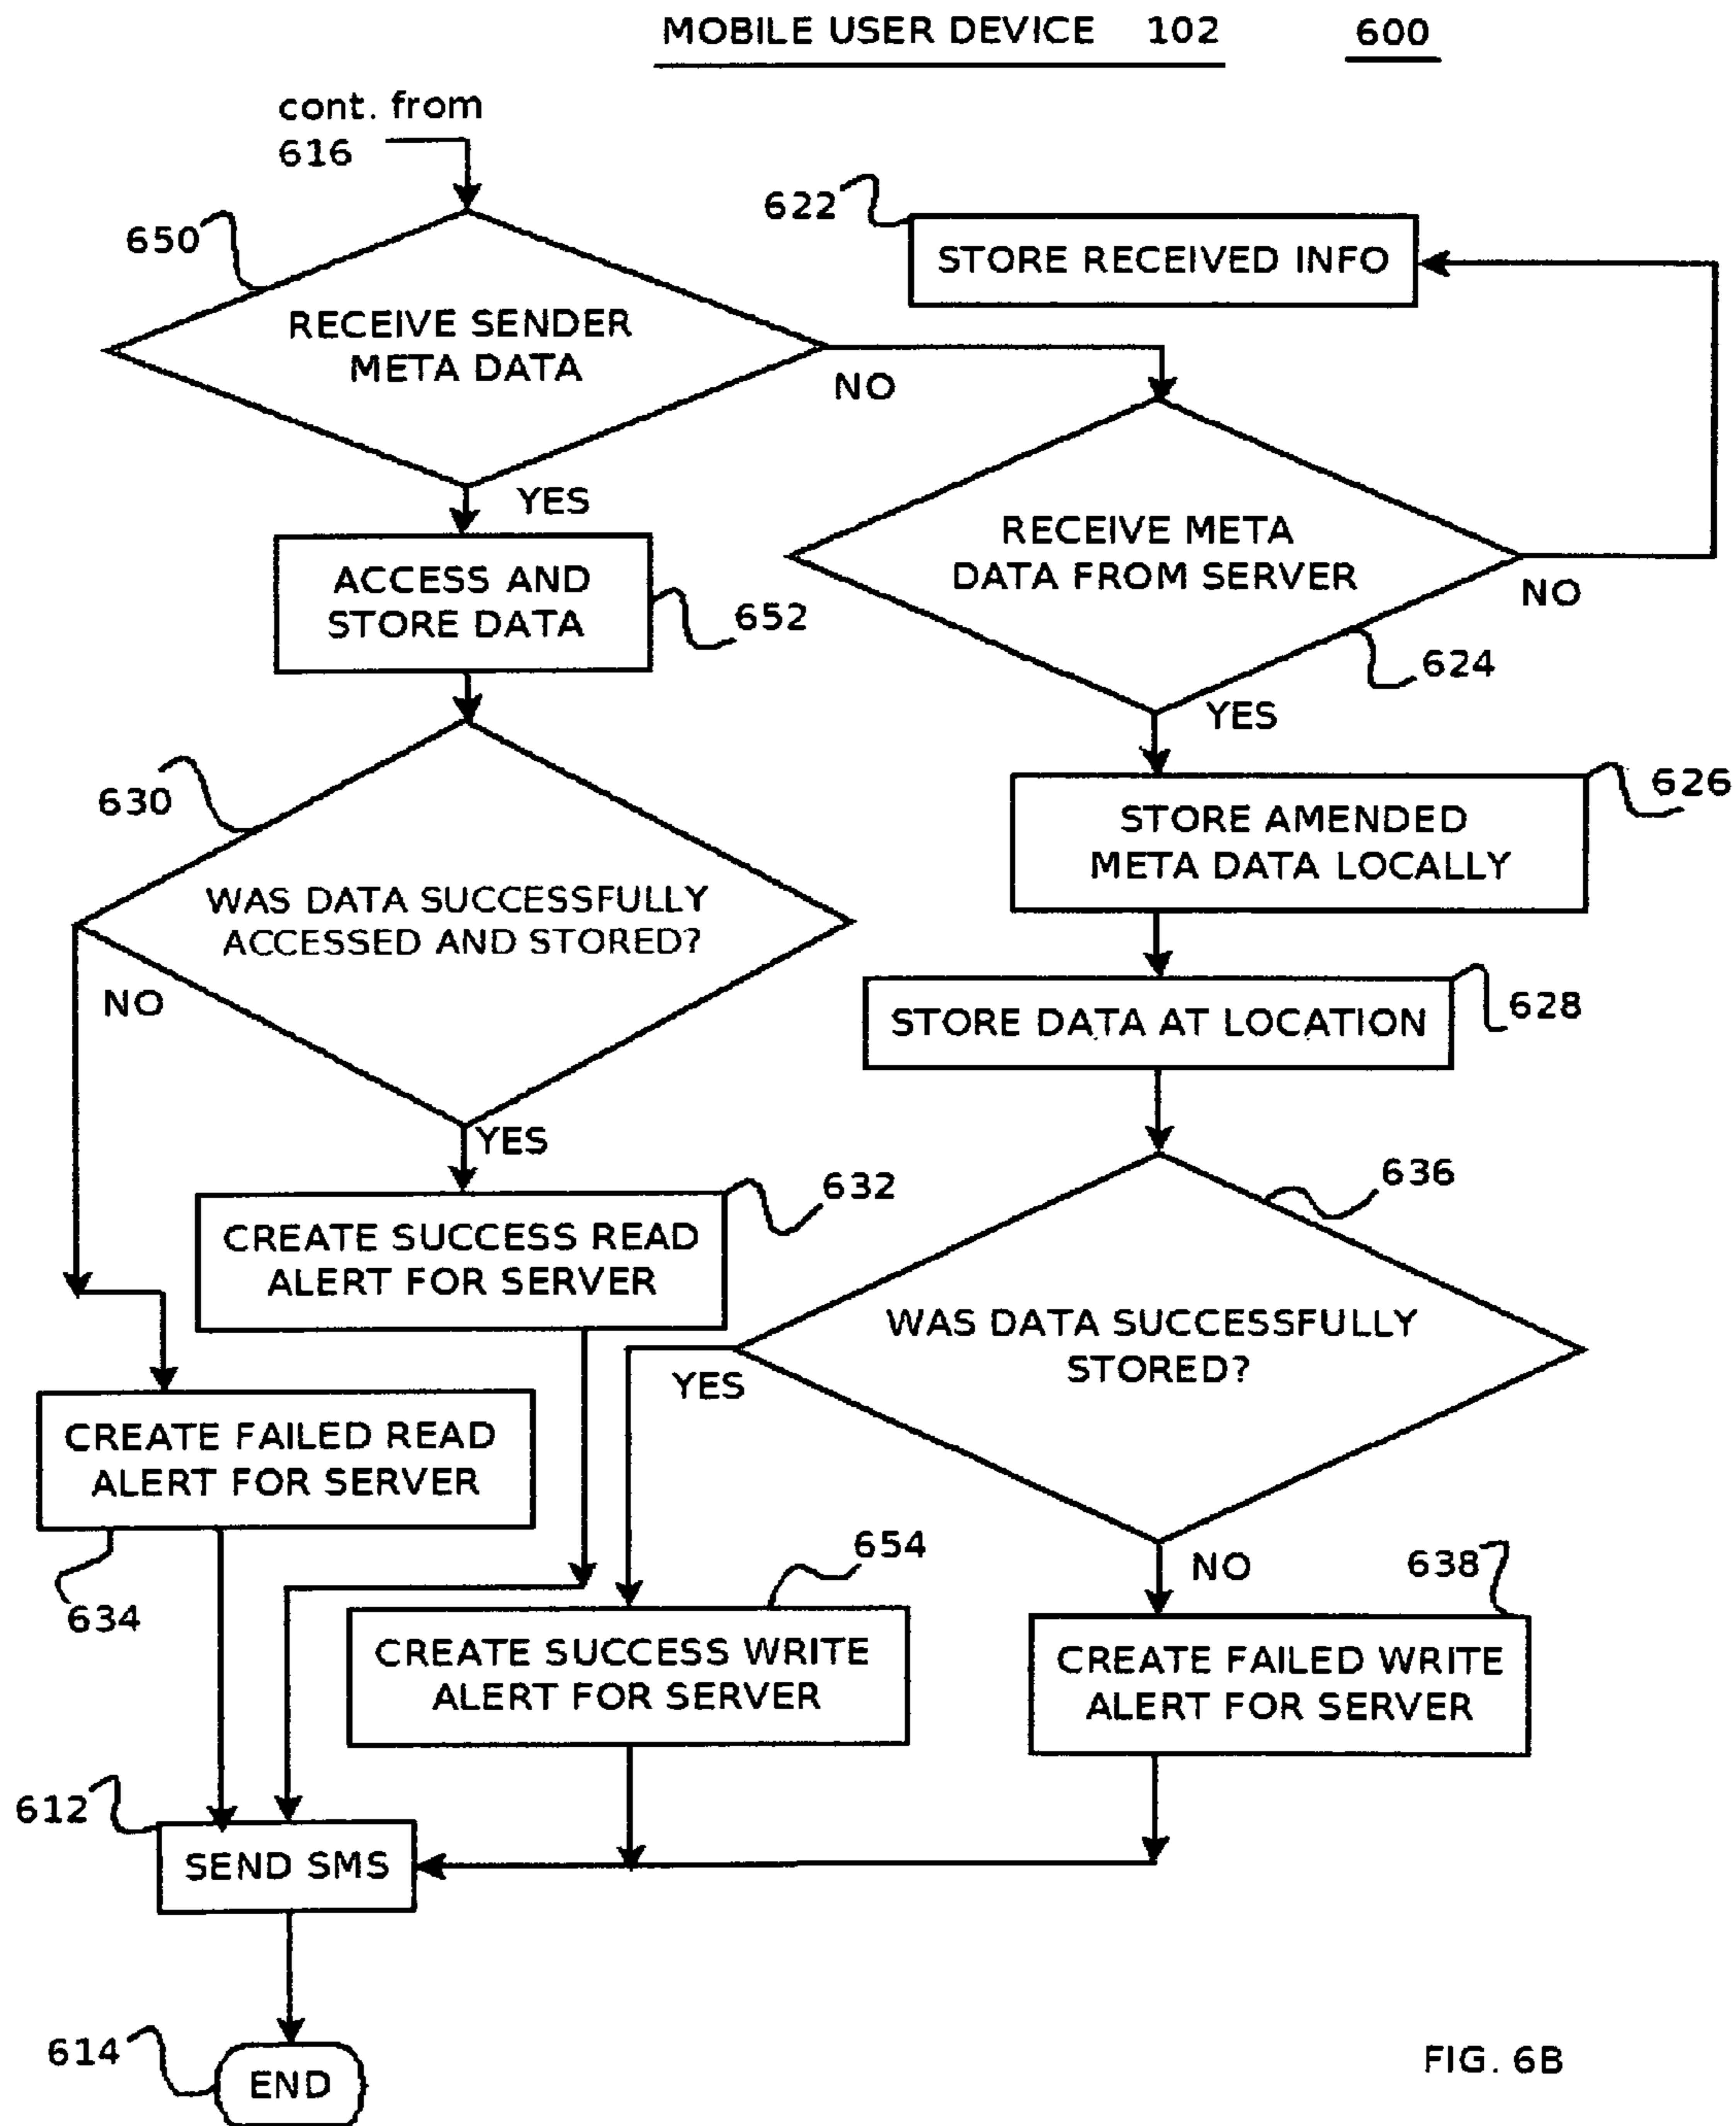 MOBILE USER DEVICE 102
600
cont. from
616
650
RECEIVE SENDER
META DATA
NO
YES
622
STORE RECEIVED INFO
ACCESS AND
STORE DATA
652
RECEIVE META
DATA FROM SERVER
NO
624
YES
630
WAS DATA SUCCESSFULLY
ACCESSED AND STORED?
NO
YES
626
STORE AMENDED
META DATA LOCALLY
STORE DATA AT LOCATION
628
632
CREATE SUCCESS READ
ALERT FOR SERVER
636
WAS DATA SUCCESSFULLY
STORED?
YES
NO
CREATE FAILED READ
ALERT FOR SERVER
634
654
CREATE SUCCESS WRITE
ALERT FOR SERVER
638
CREATE FAILED WRITE
ALERT FOR SERVER
612
SEND SMS
614
END
FIG. 6B